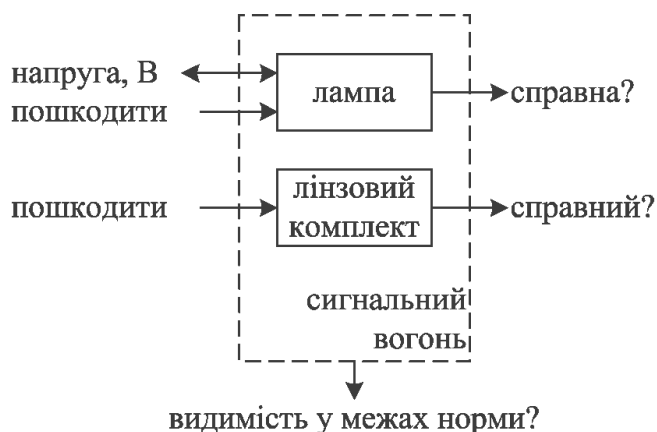 напруга, В
пошкодити
лампа
справна?
пошкодити
лінзовий
комплект
справний?
сигнальний
вогонь
видимість у межах норми?